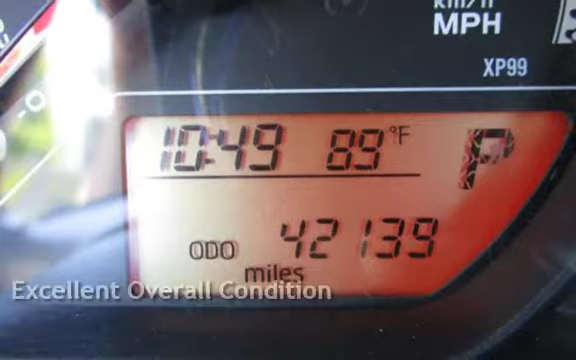 km/h
MPH
XP99
10:49 89°F P
ODO 42139
miles
Excellent Overall Condition